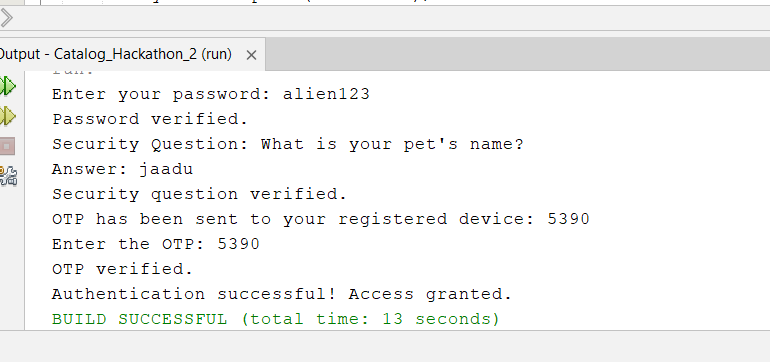 Output - Catalog_Hackathon_2 (run)
Enter your password: alien123
Password verified.
Security Question: What is your pet's name?
Answer: jaadu
Security question verified.
OTP has been sent to your registered device: 5390
Enter the OTP: 5390
OTP verified.
Authentication successful! Access granted.
BUILD SUCCESSFUL (total time: 13 seconds)